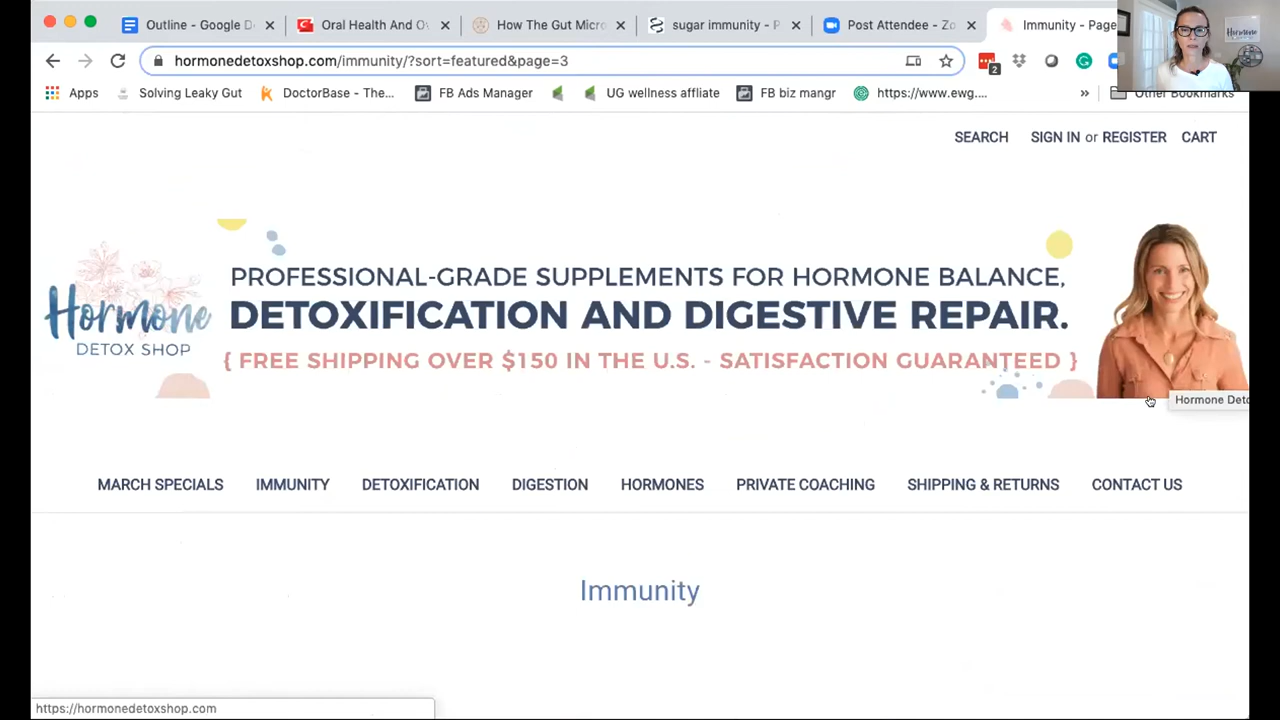 Outline - Google D
Oral Health And O
How The Gut Micro
sugar immunity - P
Post Attendee - Zo
Immunity - Page
hormonedetoxshop.com/immunity/?sort=featured&page=3
2
Apps
Solving Leaky Gut
DoctorBase - The...
FB Ads Manager
UG wellness affliate
FB biz mangr
https://www.ewg....
»
Other Bookmarks
SEARCH
SIGN IN or REGISTER
CART
Hormone
DETOX SHOP
PROFESSIONAL-GRADE SUPPLEMENTS FOR HORMONE BALANCE,
DETOXIFICATION AND DIGESTIVE REPAIR.
{ FREE SHIPPING OVER $150 IN THE U.S. - SATISFACTION GUARANTEED }
Hormone Deto
MARCH SPECIALS
IMMUNITY
DETOXIFICATION
DIGESTION
HORMONES
PRIVATE COACHING
SHIPPING & RETURNS
CONTACT US
Immunity
https://hormonedetoxshop.com